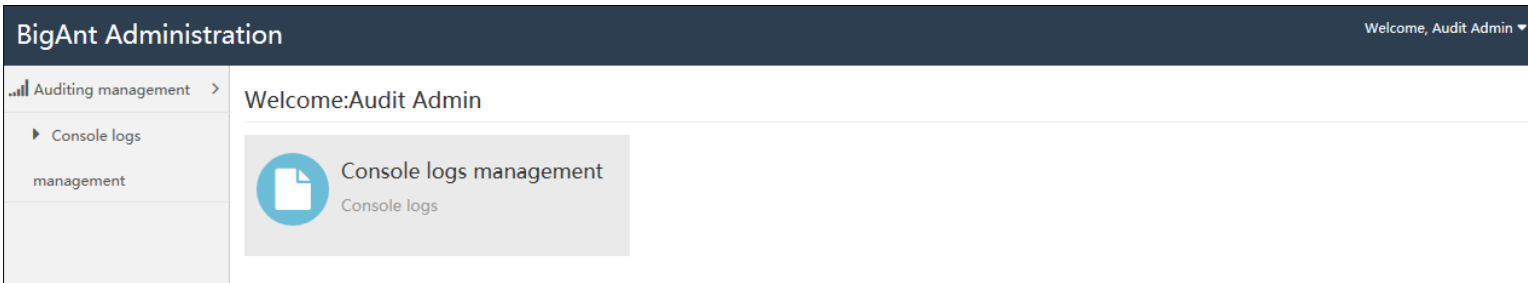 BigAnt Administration
Welcome, Audit Admin
Auditing management
Console logs
management
Welcome:Audit Admin
Console logs management
Console logs